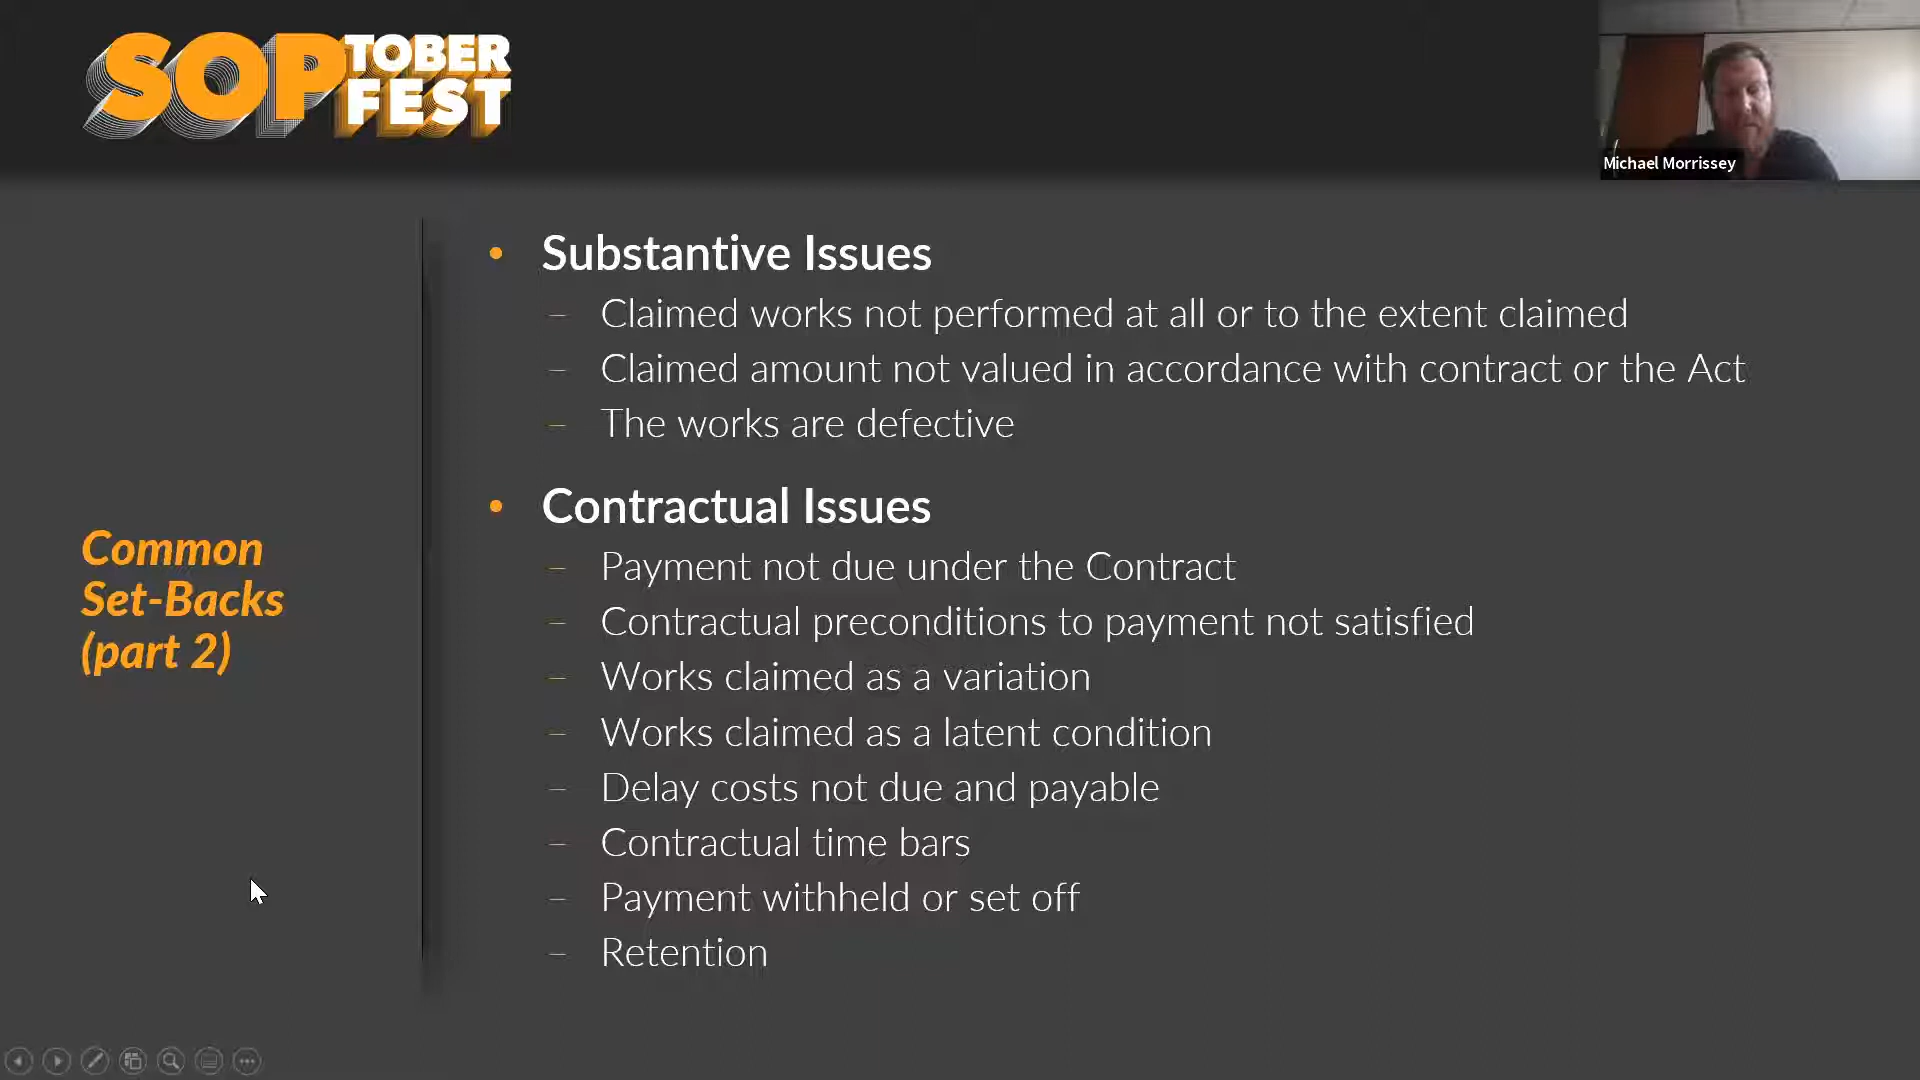 SOPTOBER
FEST
Michael Morrissey
Common
Set-Backs
(part 2)
• Substantive Issues
– Claimed works not performed at all or to the extent claimed
– Claimed amount not valued in accordance with contract or the Act
– The works are defective
• Contractual Issues
– Payment not due under the Contract
– Contractual preconditions to payment not satisfied
– Works claimed as a variation
– Works claimed as a latent condition
– Delay costs not due and payable
– Contractual time bars
– Payment withheld or set off
– Retention